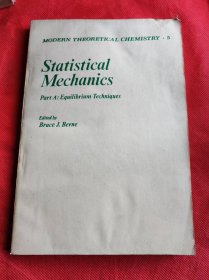 MODERN THEORETICAL CHEMISTRY • 5
Statistical
Mechanics
Part A: Equilibrium Techniques
Edited by
Bruce J. Berne